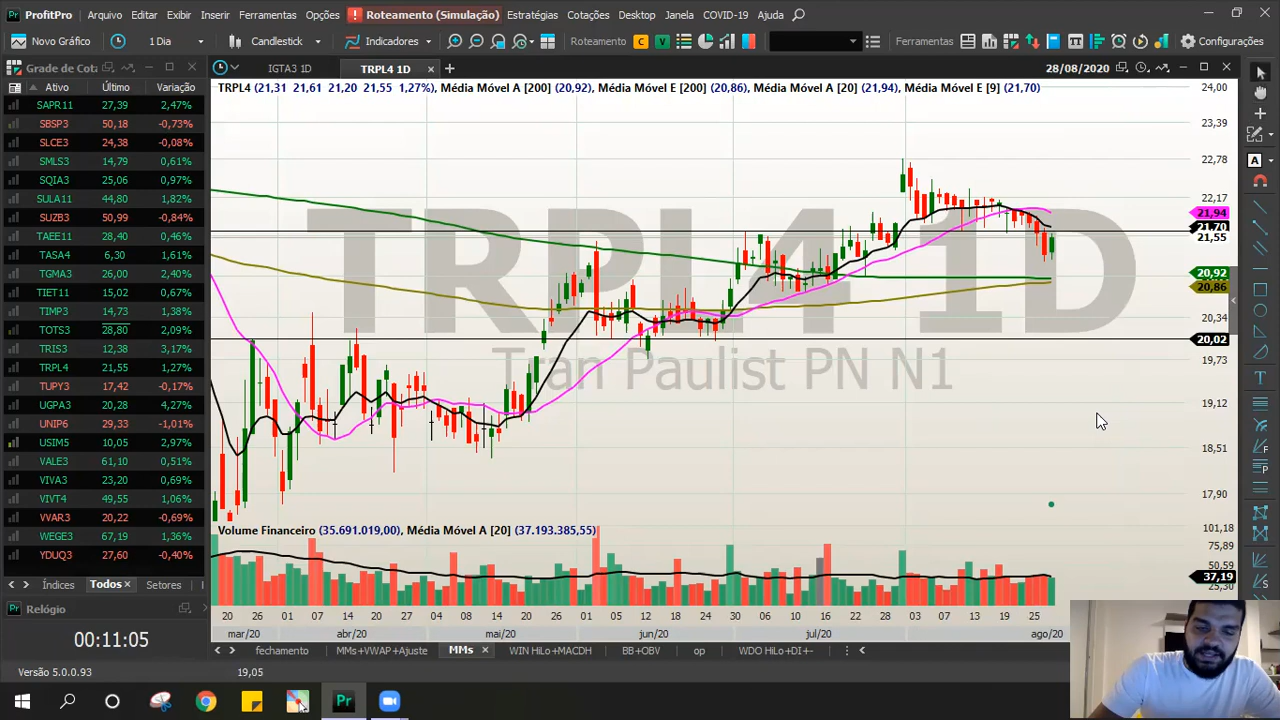 ProfitPro Arquivo Editar Exibir Inserir Ferramentas Opções Roteamento (Simulação) Estratégias Cotações Desktop Janela COVID-19 Ajuda
Novo Gráfico 1 Dia Candlestick Indicadores Roteamento C V Ferramentas Configurações
Grade de Cota IGTA3 1D TRPL4 1D 28/08/2020
Ativo Último Variação
SAPR11 27,39 2,47%
SBSP3 50,18 -0,73%
SLCE3 24,38 -0,08%
SMLS3 14,79 0,61%
SQIA3 25,06 0,97%
SULA11 44,80 1,82%
SUZB3 50,99 -0,84%
TAEE11 28,40 0,46%
TASA4 6,30 1,61%
TGMA3 26,00 2,40%
TIET11 15,02 0,67%
TIMP3 14,73 1,38%
TOTS3 28,80 2,09%
TRIS3 12,38 3,17%
TRPL4 21,55 1,27%
TUPY3 17,42 -0,17%
UGPA3 20,28 4,27%
UNIP6 29,33 -1,01%
USIM5 10,05 2,97%
VALE3 61,10 0,51%
VIVA3 23,20 0,69%
VIVT4 49,55 1,06%
VVAR3 20,22 -0,69%
WEGE3 67,19 1,36%
YDUQ3 27,60 -0,40%
Índices Todos Setores
Relógio
00:11:05
Versão 5.0.0.93 19,05
TRPL4 (21,31 21,61 21,20 21,55 1,27%), Média Móvel A [200] (20,92), Média Móvel E [200] (20,86), Média Móvel A [20] (21,94), Média Móvel E [9] (21,70)
TRPL4 1D
Tran Paulist PN N1
24,00
23,39
22,78
22,17
21,94
21,70
21,55
20,92
20,86
20,34
20,02
19,73
19,12
18,51
17,90
Volume Financeiro (35.691.019,00), Média Móvel A [20] (37.193.385,55)
101,18
75,89
50,59
37,19
25,30
20 26 01 07 14 20 24 30 04 08 14 20 26 01 05 12 18 24 30 06 10 16 22 28 03 07 13 19 25
mar/20 abr/20 mai/20 jun/20 jul/20 ago/20
fechamento MMs+VWAP+Ajuste MMs WIN HiLo+MACDH BB+OBV op WDO HiLo+DI+-
Pr